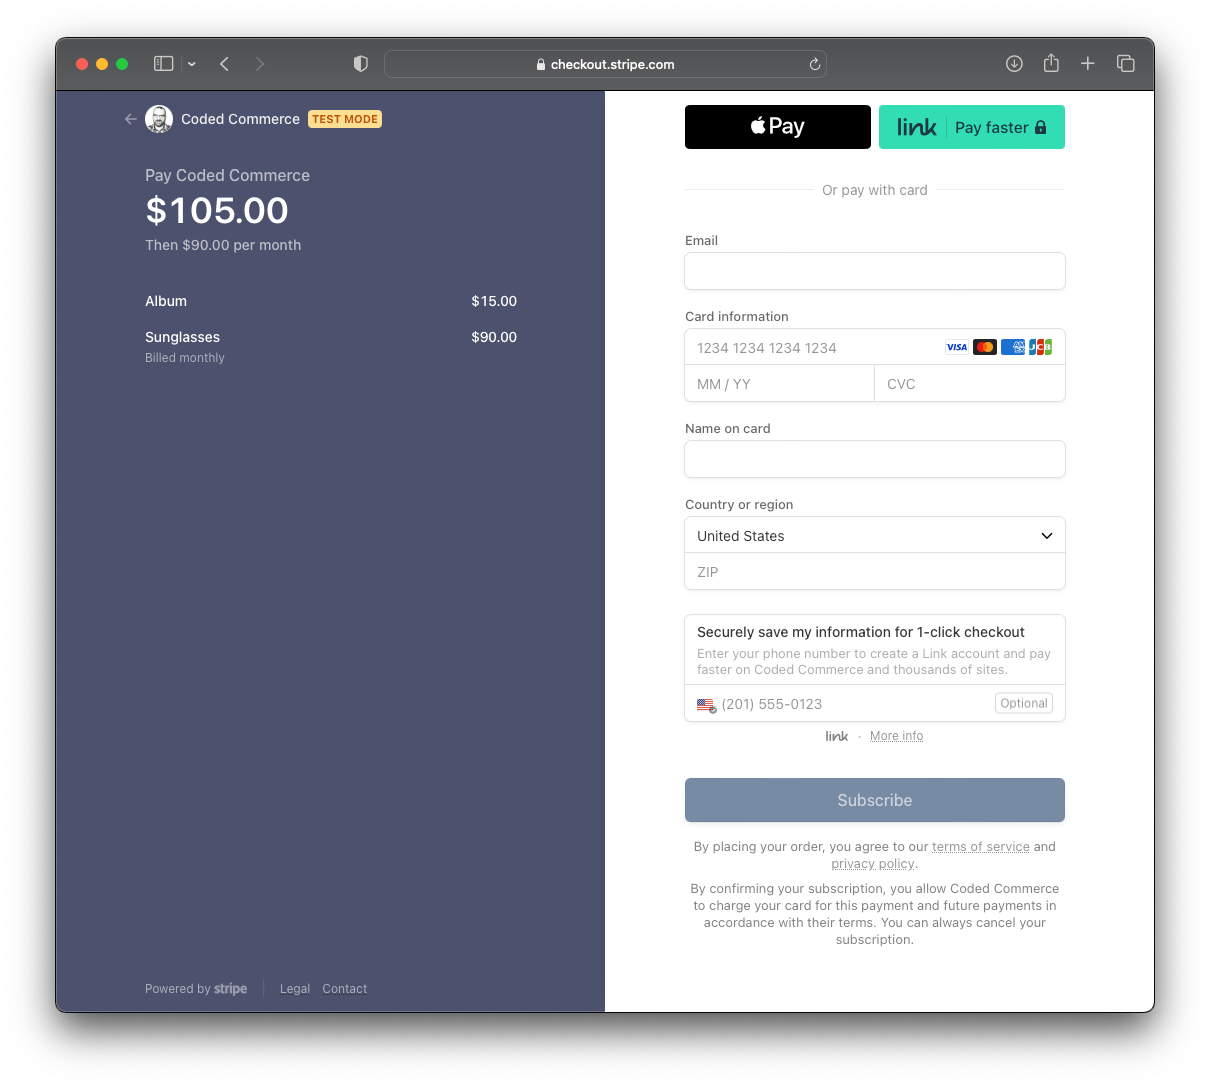 checkout.stripe.com
Coded Commerce TEST MODE
Pay Coded Commerce
$105.00
Then $90.00 per month
Album $15.00
Sunglasses $90.00
Billed monthly
Powered by stripe Legal Contact
Pay
link Pay faster
Or pay with card
Email
Card information
1234 1234 1234 1234 VISA AM EX JCB
MM / YY CVC
Name on card
Country or region
United States
ZIP
Securely save my information for 1-click checkout
Enter your phone number to create a Link account and pay
faster on Coded Commerce and thousands of sites.
(201) 555-0123 Optional
link · More info
Subscribe
By placing your order, you agree to our terms of service and
privacy policy.
By confirming your subscription, you allow Coded Commerce
to charge your card for this payment and future payments in
accordance with their terms. You can always cancel your
subscription.